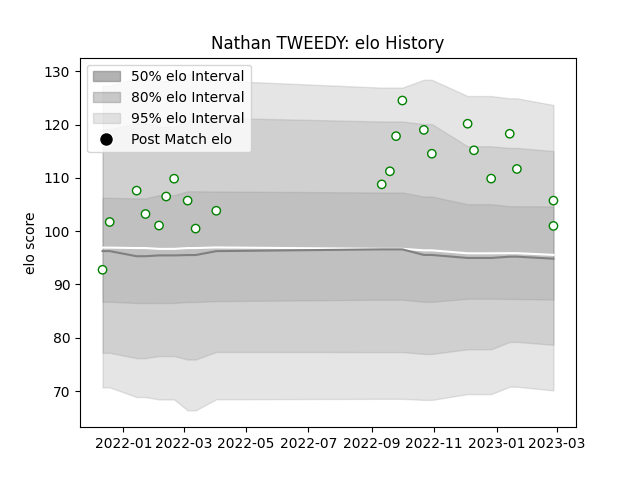 Nathan TWEEDY: elo History
50% elo Interval
80% elo Interval
95% elo Interval
Post Match elo
elo score
130
120
110
100
90
80
70
2022-01 2022-03 2022-05 2022-07 2022-09 2022-11 2023-01 2023-03